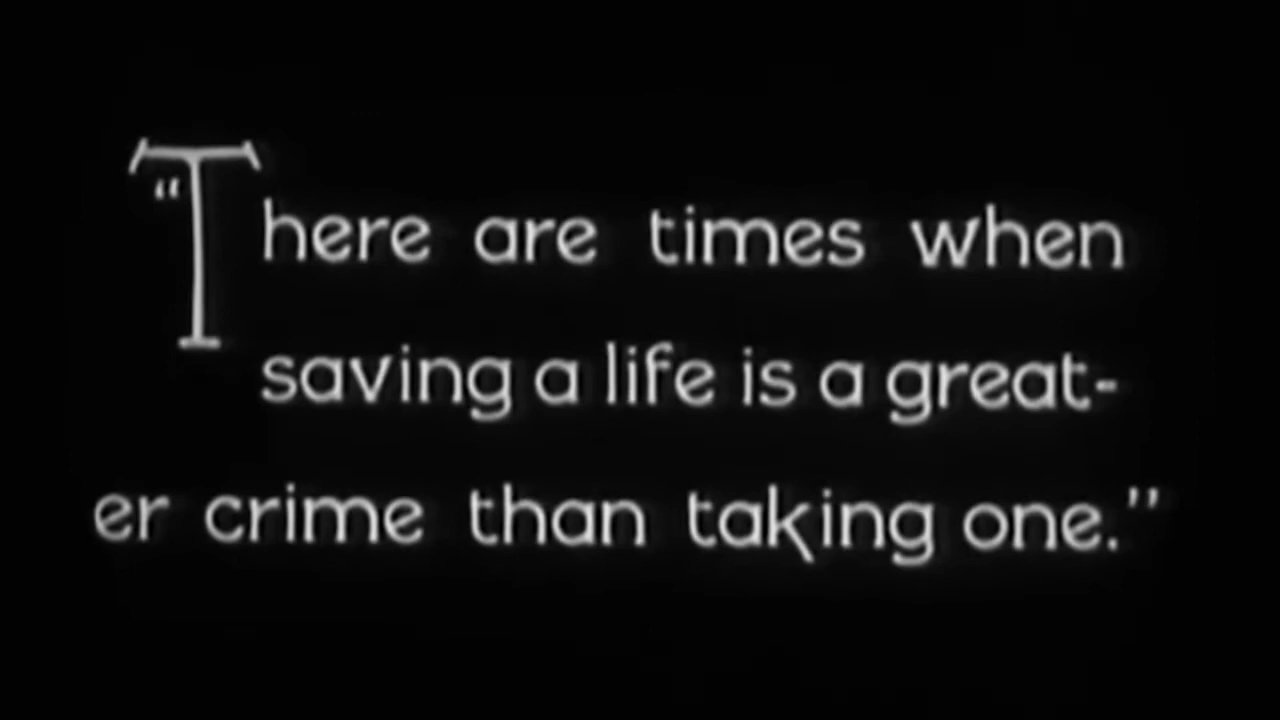 “There are times when
saving a life is a great-
er crime than taking one.”